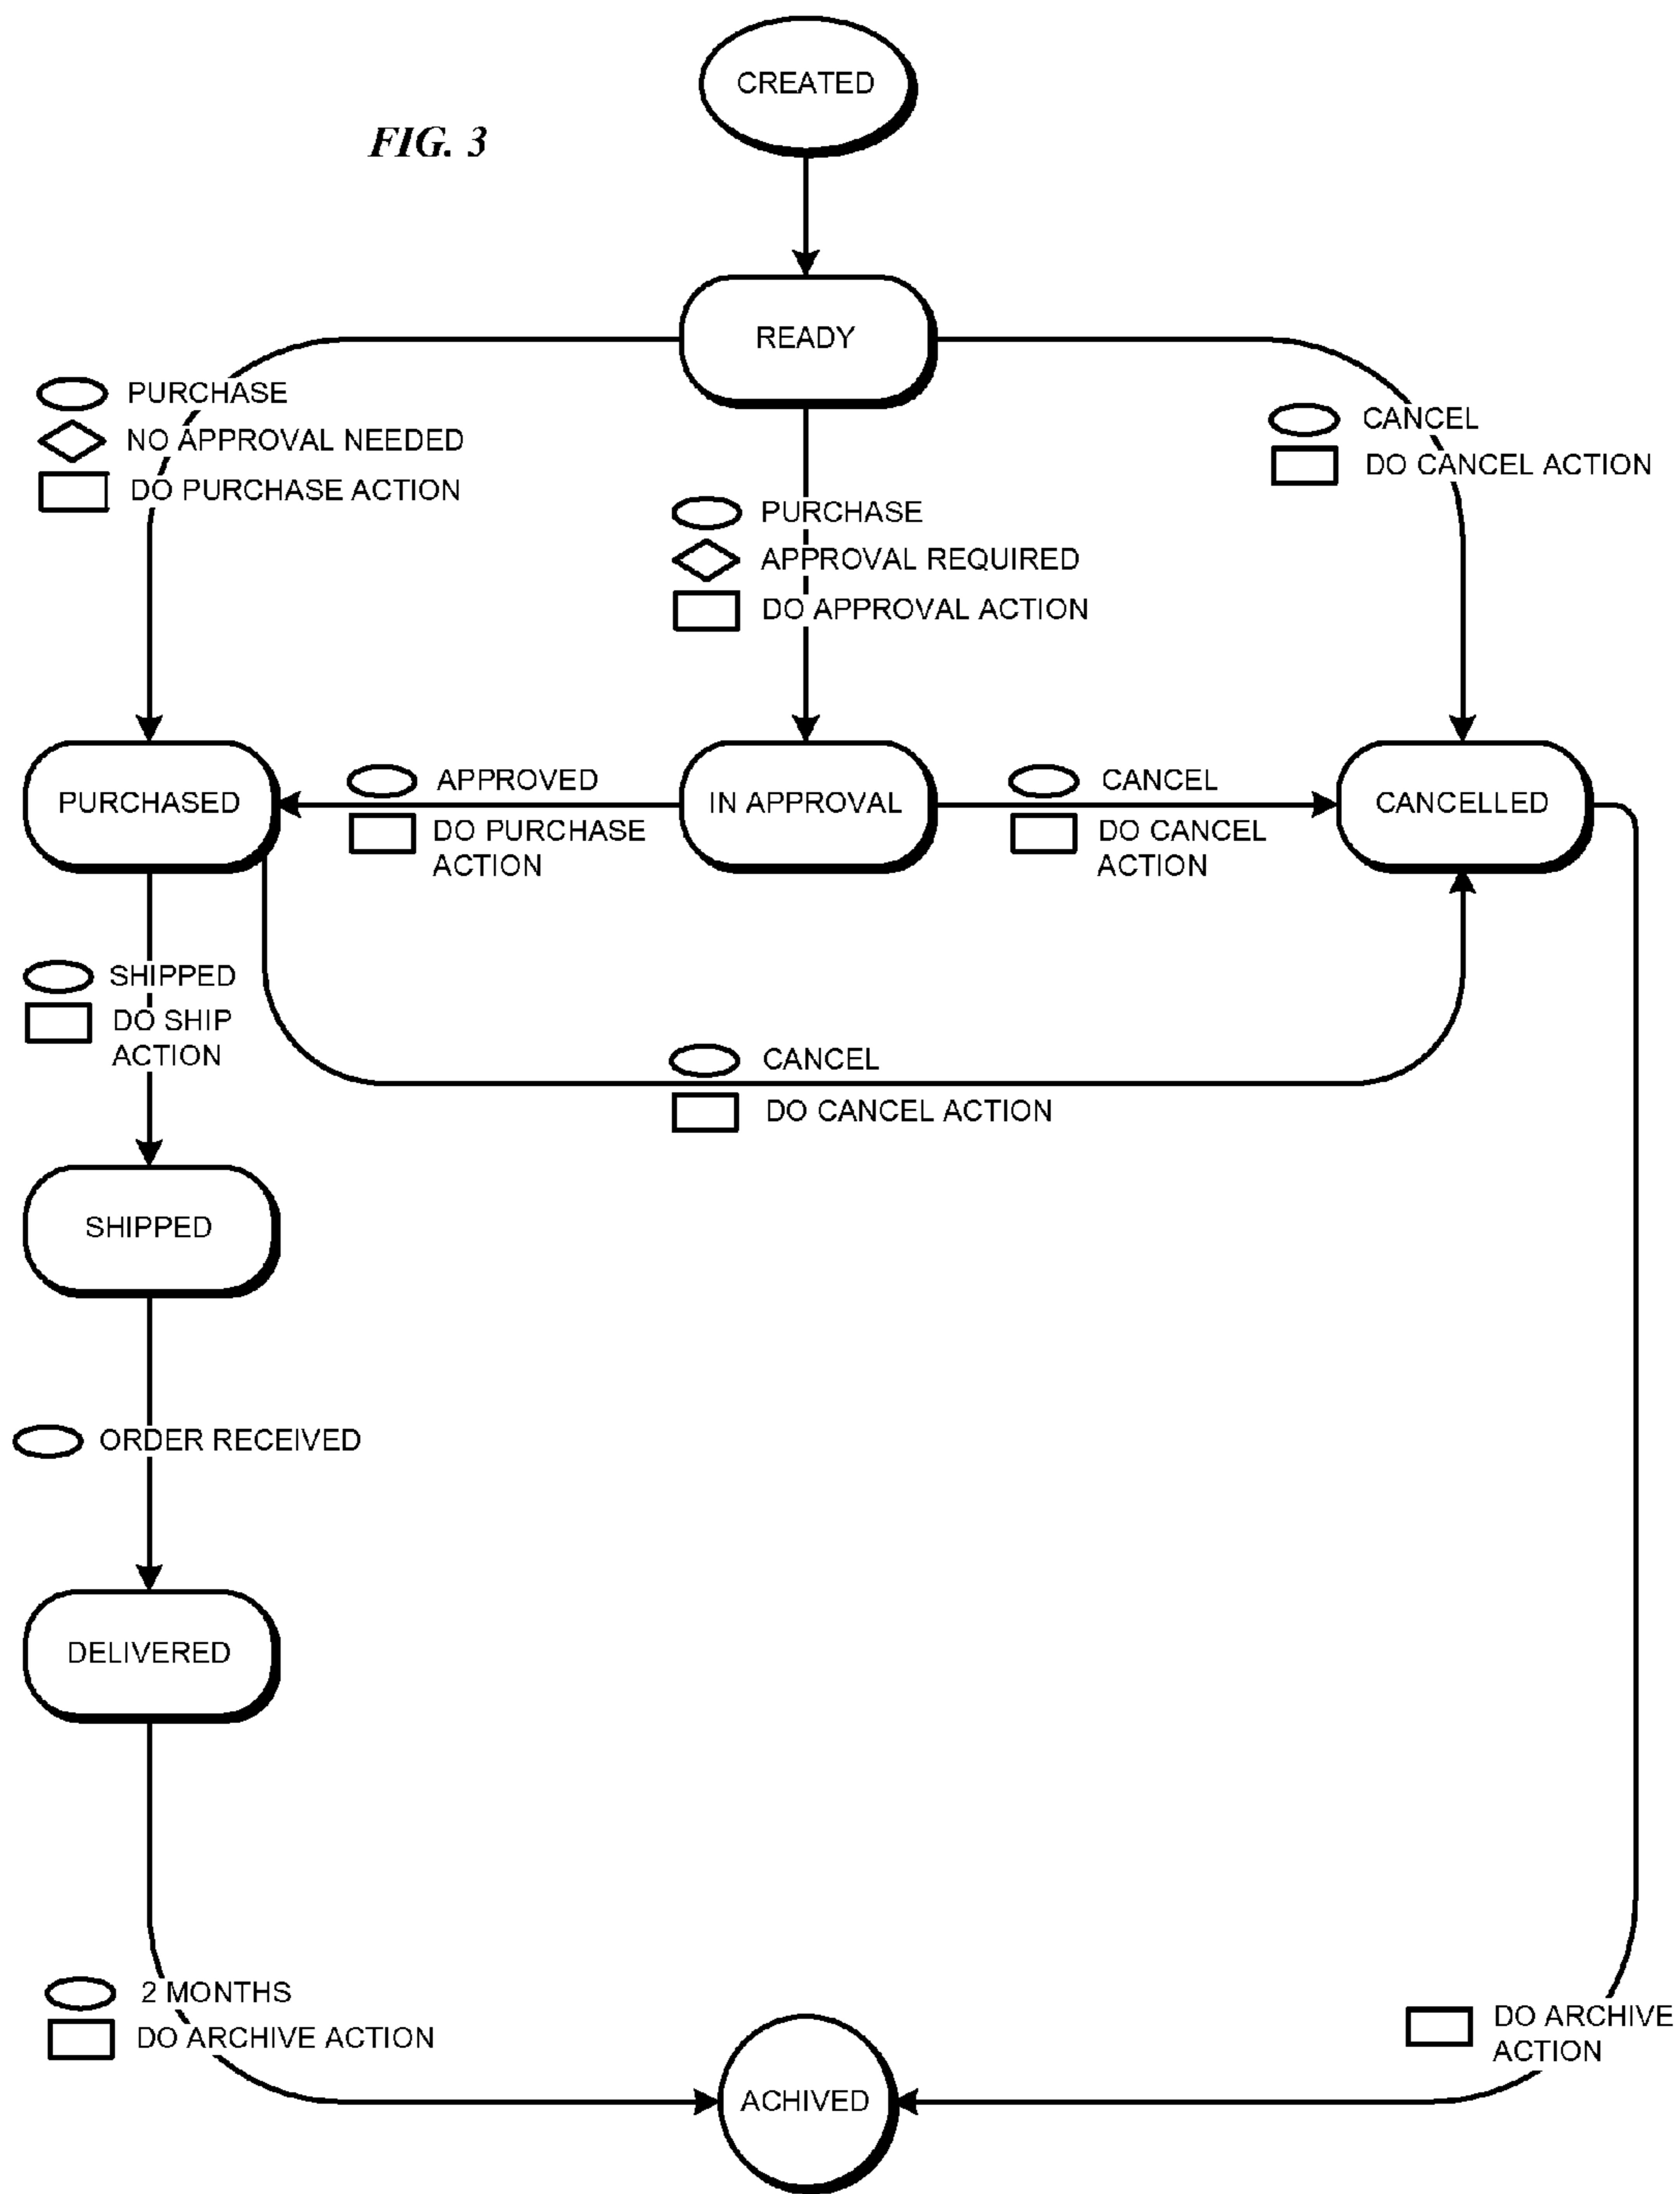 CREATED
FIG. 3
READY
PURCHASE
NO APPROVAL NEEDED
DO PURCHASE ACTION
CANCEL
DO CANCEL ACTION
PURCHASE
APPROVAL REQUIRED
DO APPROVAL ACTION
PURCHASED
APPROVED
DO PURCHASE
ACTION
IN APPROVAL
CANCEL
DO CANCEL
ACTION
CANCELLED
SHIPPED
DO SHIP
ACTION
CANCEL
DO CANCEL ACTION
SHIPPED
ORDER RECEIVED
DELIVERED
2 MONTHS
DO ARCHIVE ACTION
DO ARCHIVE
ACTION
ACHIVED